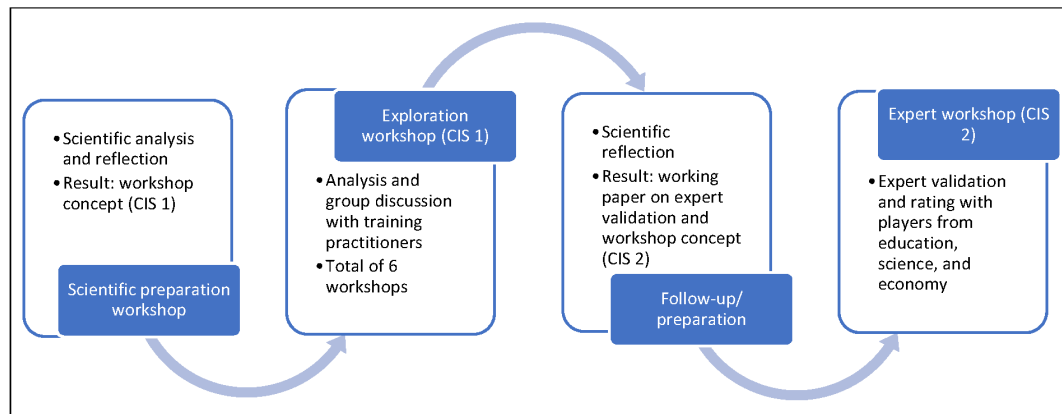 •Scientific analysis
and reflection
•Result: workshop
concept (CIS 1)
Scientific preparation
workshop
Exploration
workshop (CIS 1)
•Analysis and
group discussion
with training
practitioners
•Total of 6
workshops
•Scientific
reflection
•Result: working
paper on expert
validation and
workshop concept
(CIS 2)
Follow-up/
preparation
Expert workshop (CIS
2)
•Expert validation
and rating with
players from
education,
science, and
economy